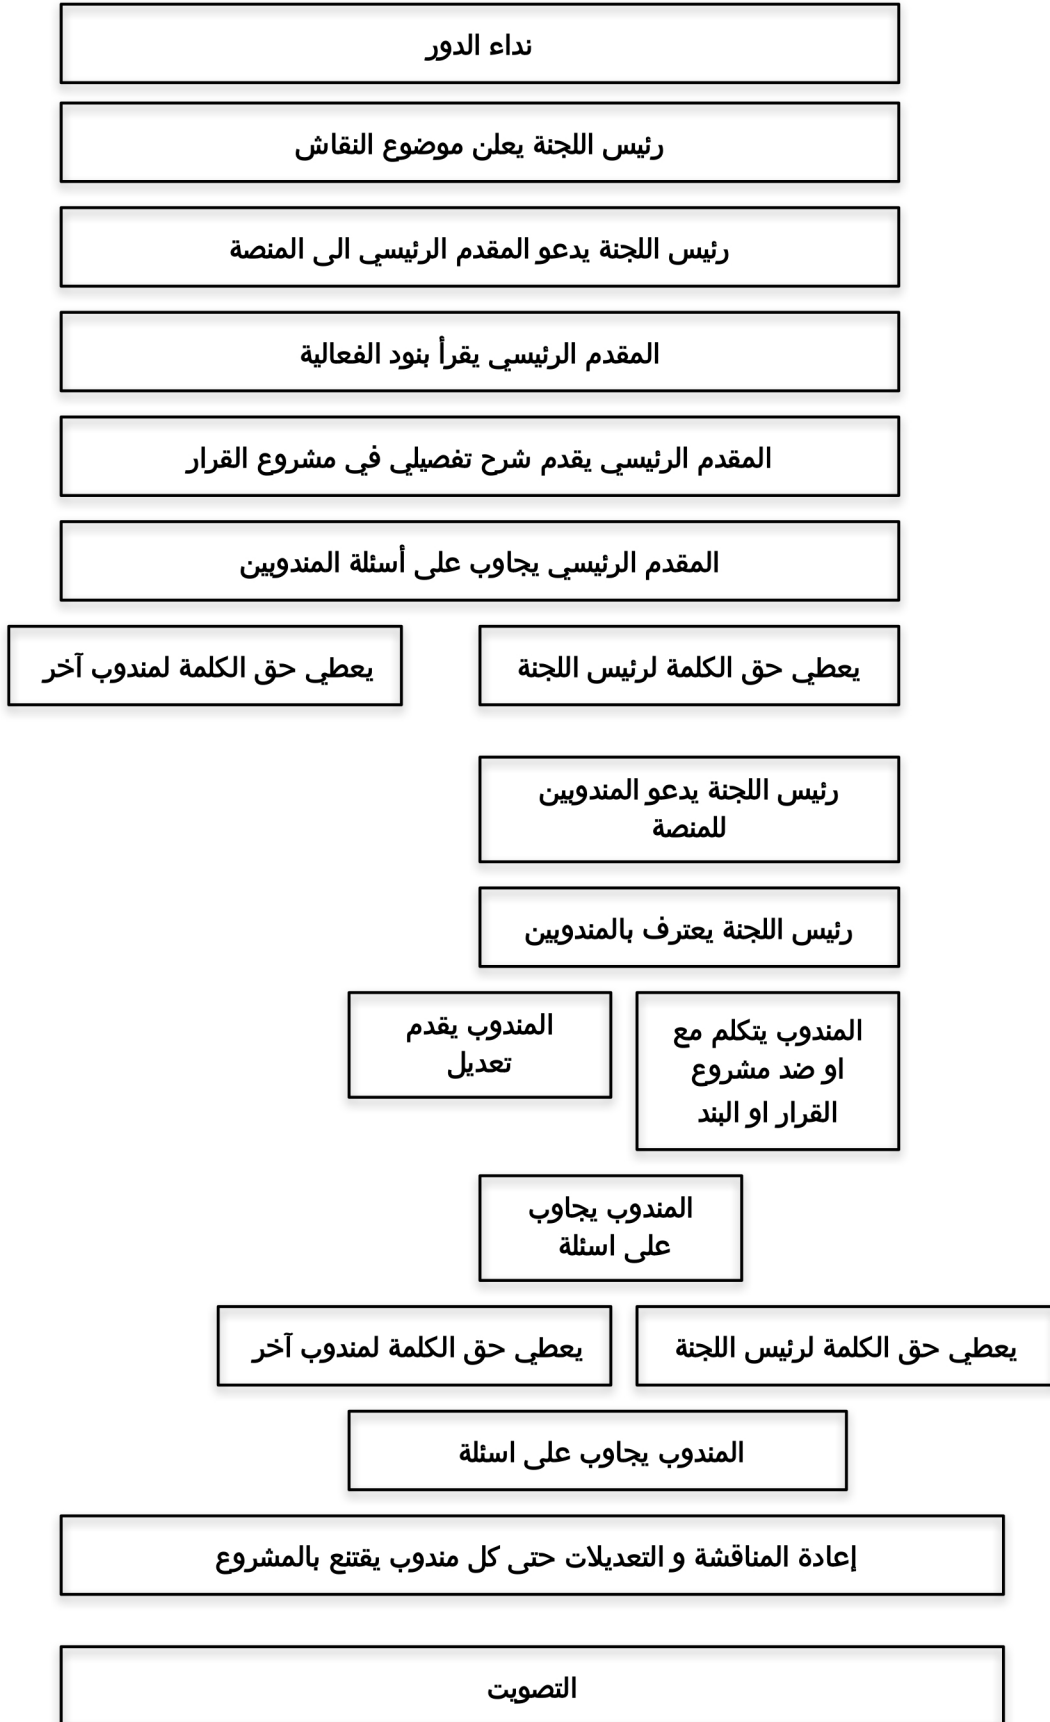 نداء الدور
رئيس اللجنة يعلن موضوع النقاش
رئيس اللجنة يدعو المقدم الرئيسي الى المنصة
المقدم الرئيسي يقرأ بنود الفعالية
المقدم الرئيسي يقدم شرح تفصيلي في مشروع القرار
المقدم الرئيسي يجاوب على أسئلة المندوبين
يعطي حق الكلمة لرئيس اللجنة
يعطي حق الكلمة لمندوب آخر
رئيس اللجنة يدعو المندوبين
للمنصة
رئيس اللجنة يعترف بالمندوبين
المندوب يتكلم مع
او ضد مشروع
القرار او البند
المندوب يقدم
تعديل
المندوب يجاوب
على اسئلة
يعطي حق الكلمة لرئيس اللجنة
يعطي حق الكلمة لمندوب آخر
المندوب يجاوب على اسئلة
إعادة المناقشة و التعديلات حتى كل مندوب يقتنع بالمشروع
التصويت